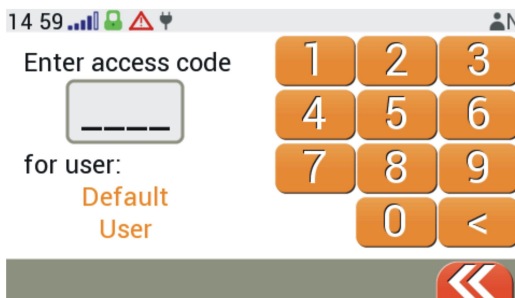 14 59 N
Enter access code
_ _ _ _
for user:
Default
User
1 2 3
4 5 6
7 8 9
0 <